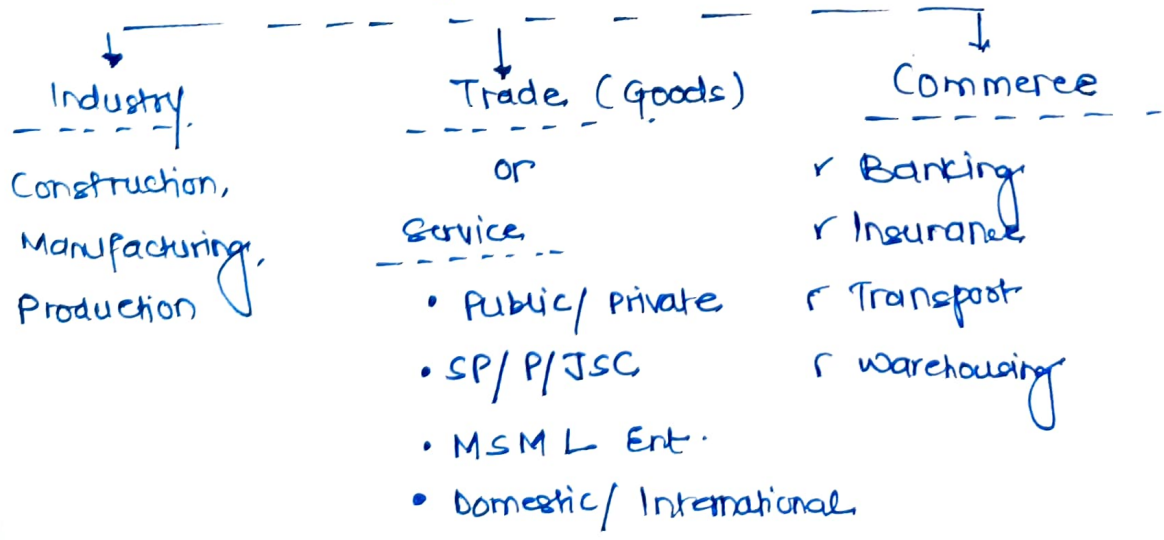 Industry
Construction,
Manufacturing,
Production
Trade (Goods)
or
Service
• Public/ Private
• SP/ P/JSC
• MSM L Ent.
• Domestic/ International
Commerce
Banking
Insurance
Transport
Warehousing